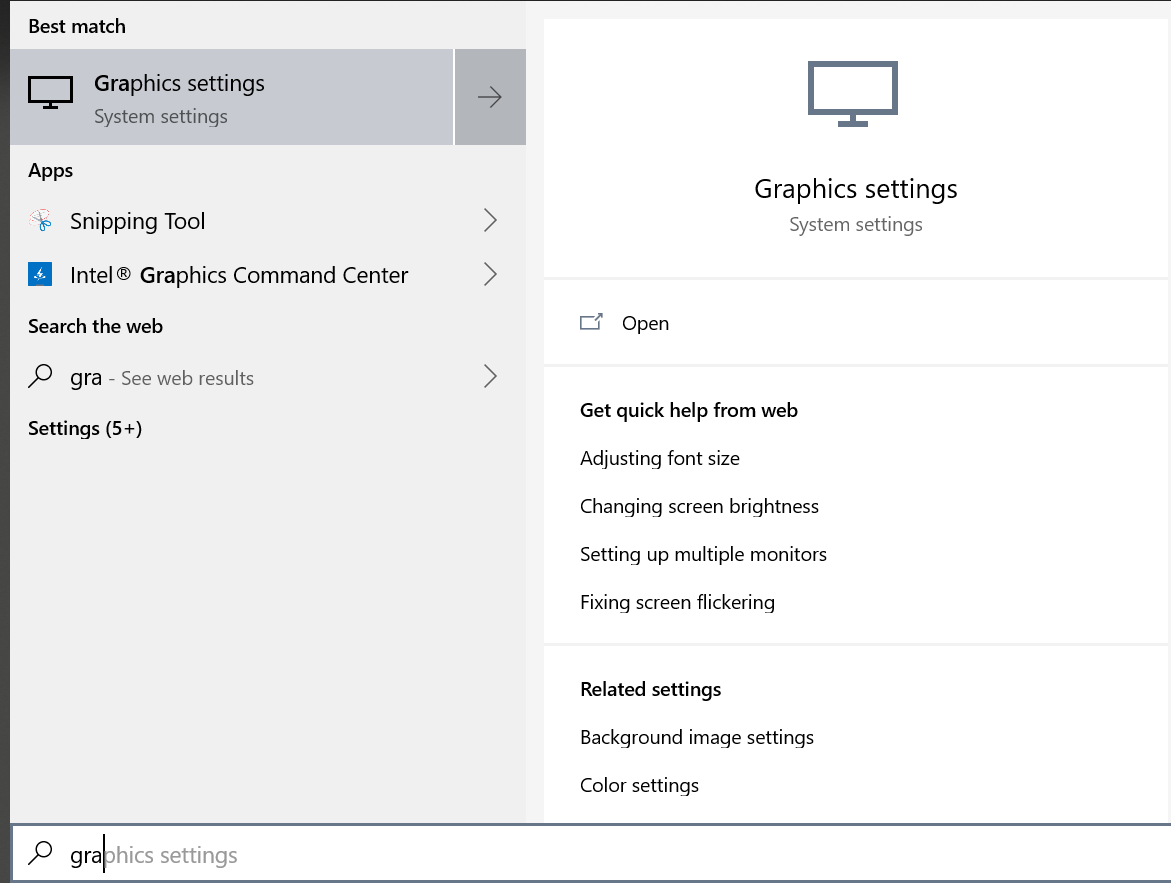 Best match
Graphics settings
System settings
Apps
Snipping Tool
Intel® Graphics Command Center
Search the web
gra - See web results
Settings (5+)
Graphics settings
System settings
Open
Get quick help from web
Adjusting font size
Changing screen brightness
Setting up multiple monitors
Fixing screen flickering
Related settings
Background image settings
Color settings
graphics settings